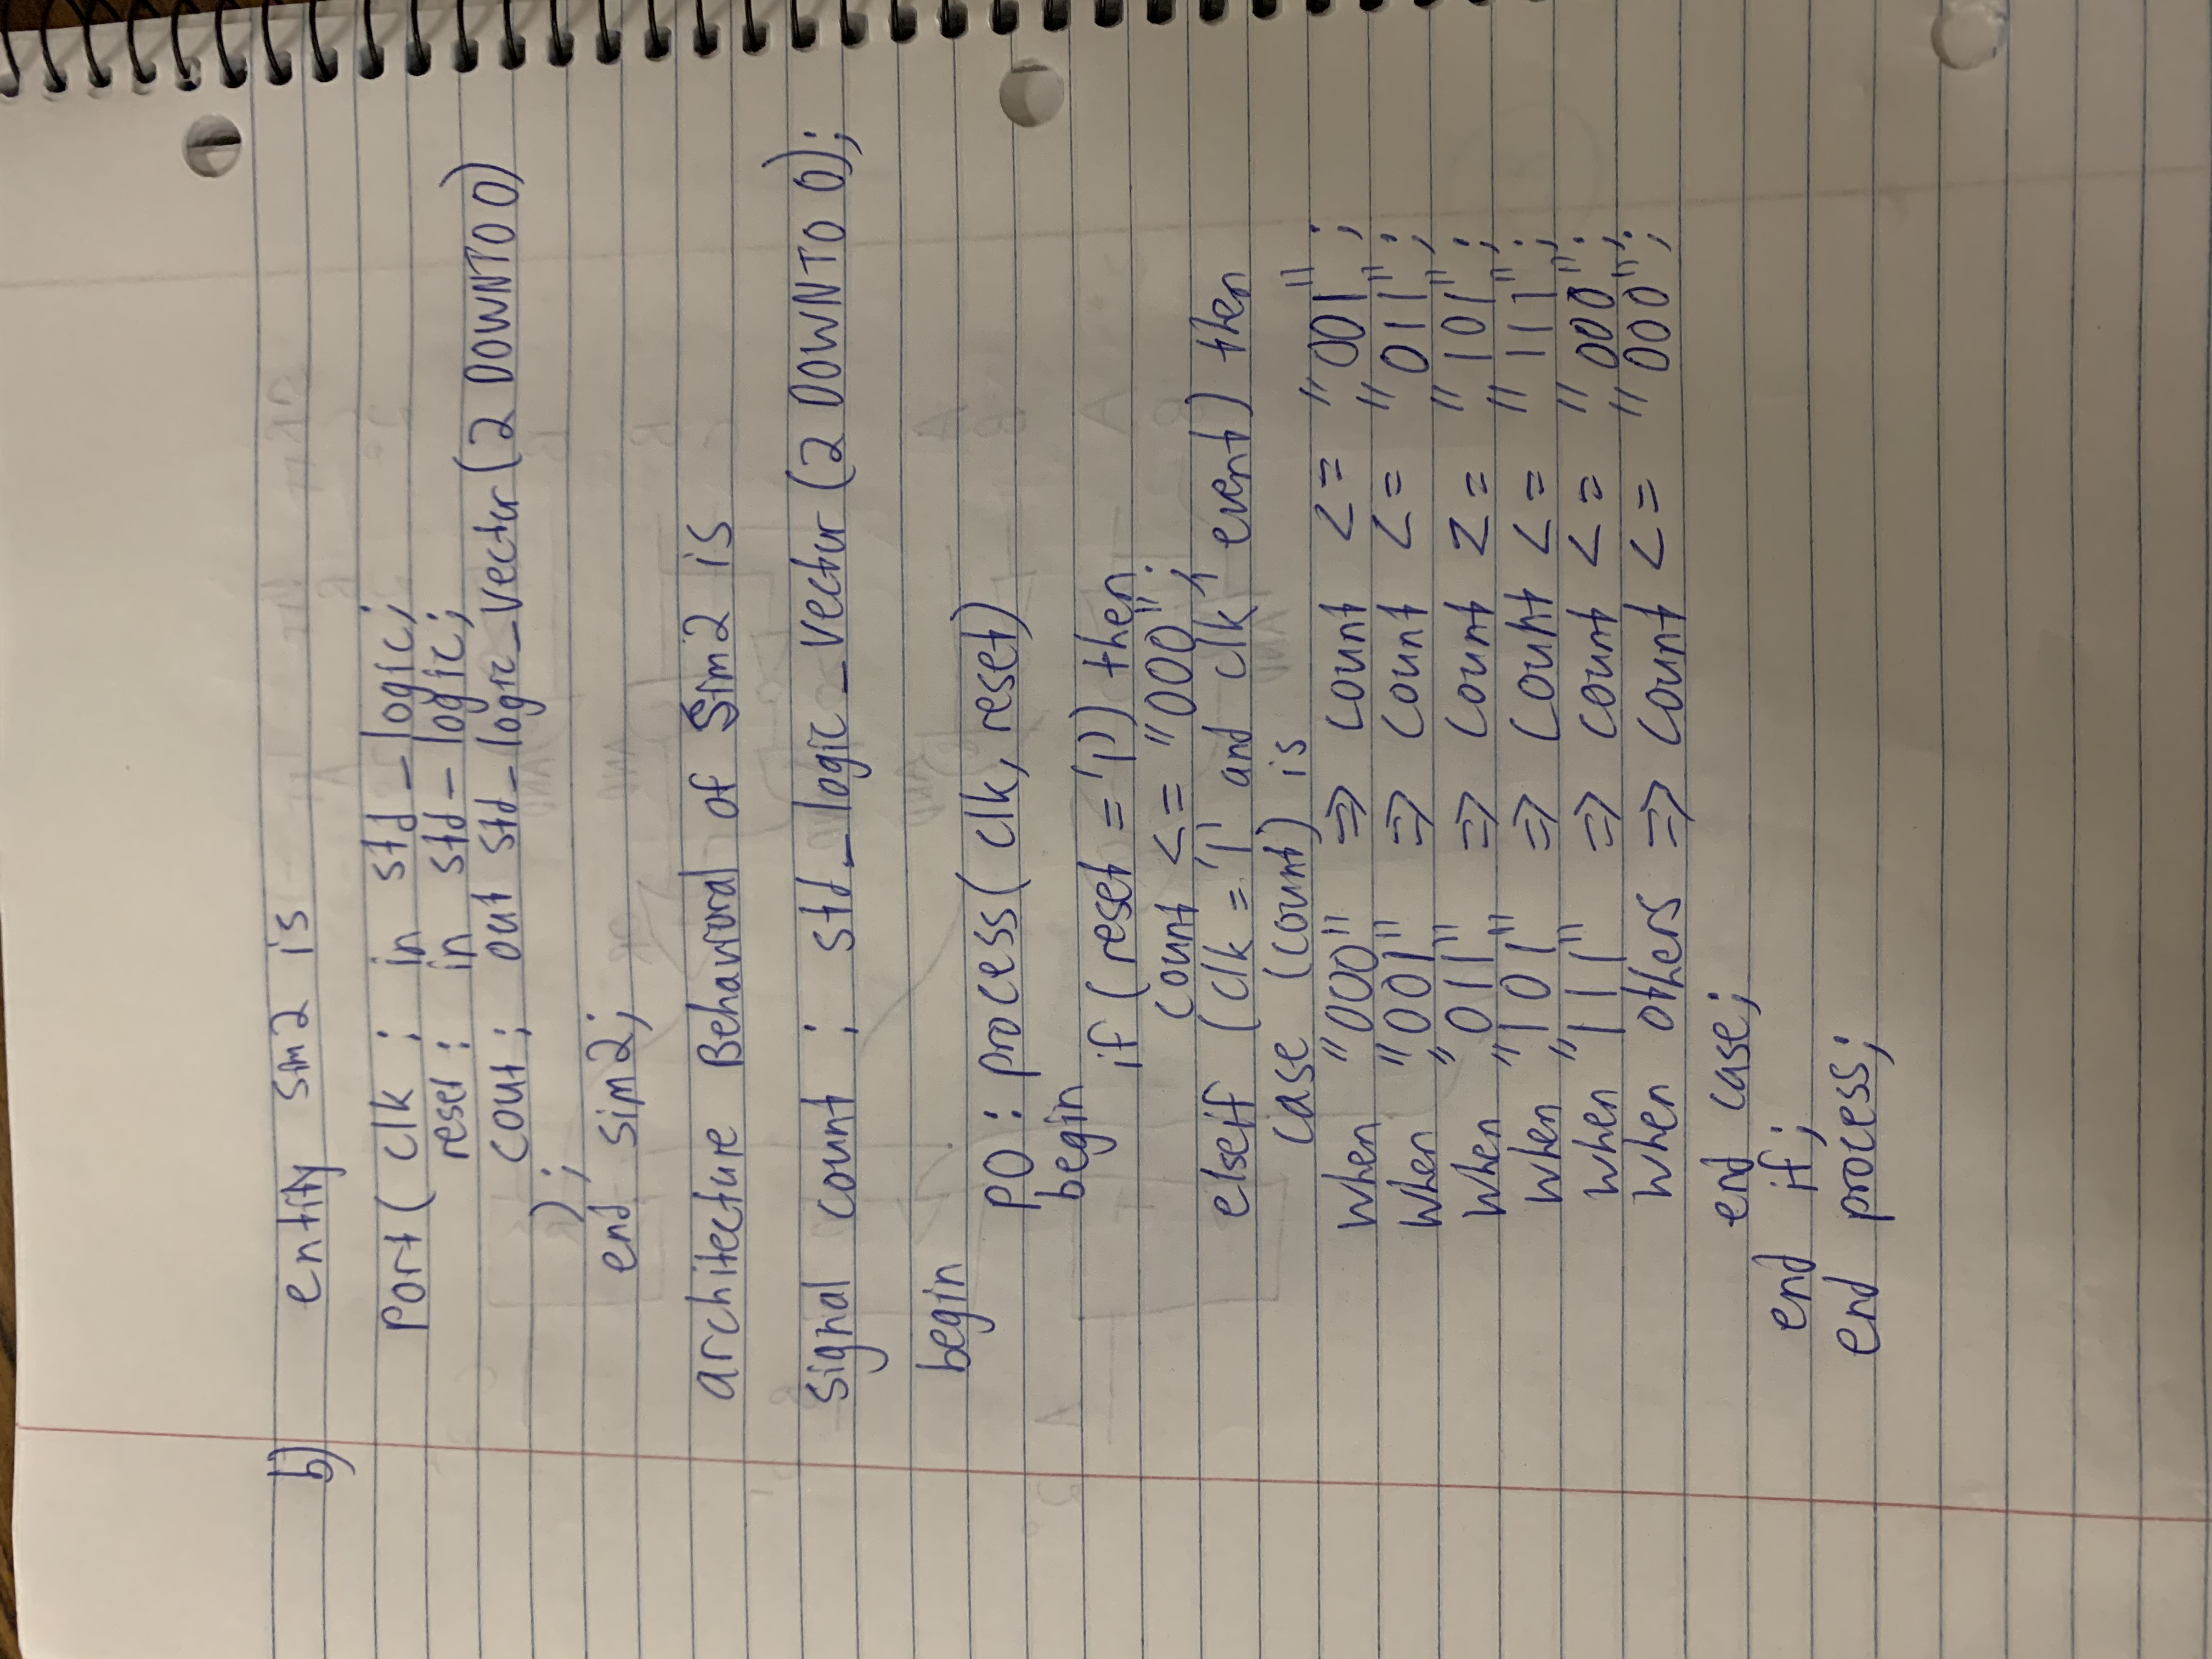 b) entity sim2 is
Port( clk : in std_logic;
reset : in std_logic;
cout : out std_logic_vector(2 DOWNTO 0)
);
end sim2;
architecture Behavioral of Sim2 is
signal count : std_logic_vector(2 DOWNTO 0);
begin
P0 : process( clk, reset)
begin
if (reset = '1') then
count <= "000";
elseif (clk = '1' and clk ' event) then
case (count) is
when "000" => count <= "001";
when "001" => count <= "011";
when "011" => count <= "101";
when "101" => count <= "111";
when "111" => count <= "000";
when others => count <= "000";
end case;
end if;
end process;